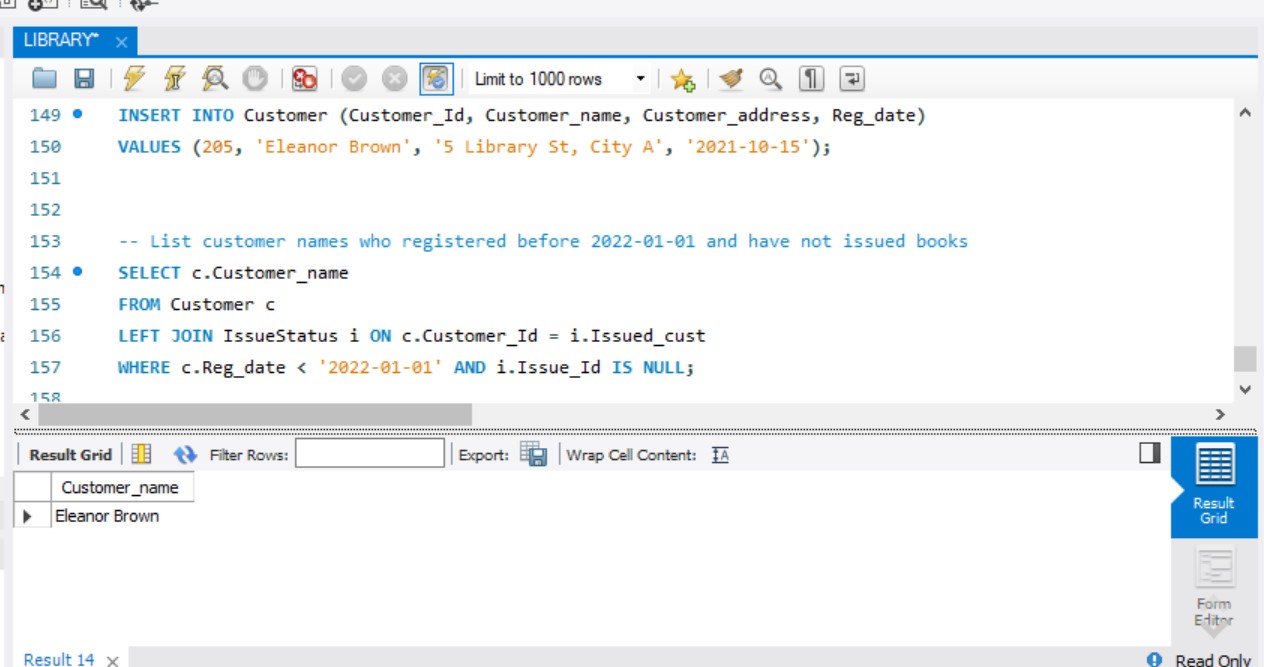 LIBRARY* ×
Limit to 1000 rows
149 INSERT INTO Customer (Customer_Id, Customer_name, Customer_address, Reg_date)
150 VALUES (205, 'Eleanor Brown', '5 Library St, City A', '2021-10-15');
151
152
153 -- List customer names who registered before 2022-01-01 and have not issued books
154 SELECT c.Customer_name
155 FROM Customer c
156 LEFT JOIN IssueStatus i ON c.Customer_Id = i.Issued_cust
157 WHERE c.Reg_date < '2022-01-01' AND i.Issue_Id IS NULL;
158
Result Grid Filter Rows: Export: Wrap Cell Content: IA
Customer_name
Eleanor Brown
Result
Grid
Form
Editor
Result 14 × Read Only